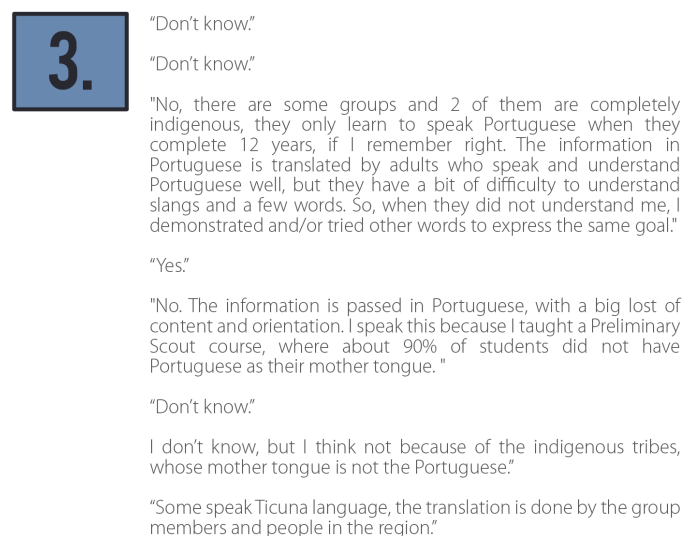 3.
“Don’t know.”
“Don’t know.”
"No, there are some groups and 2 of them are completely
indigenous, they only learn to speak Portuguese when they
complete 12 years, if I remember right. The information in
Portuguese is translated by adults who speak and understand
Portuguese well, but they have a bit of difficulty to understand
slangs and a few words. So, when they did not understand me, I
demonstrated and/or tried other words to express the same goal."
“Yes.”
"No. The information is passed in Portuguese, with a big lost of
content and orientation. I speak this because I taught a Preliminary
Scout course, where about 90% of students did not have
Portuguese as their mother tongue. "
“Don’t know.”
I don’t know, but I think not because of the indigenous tribes,
whose mother tongue is not the Portuguese.”
“Some speak Ticuna language, the translation is done by the group
members and people in the region.”